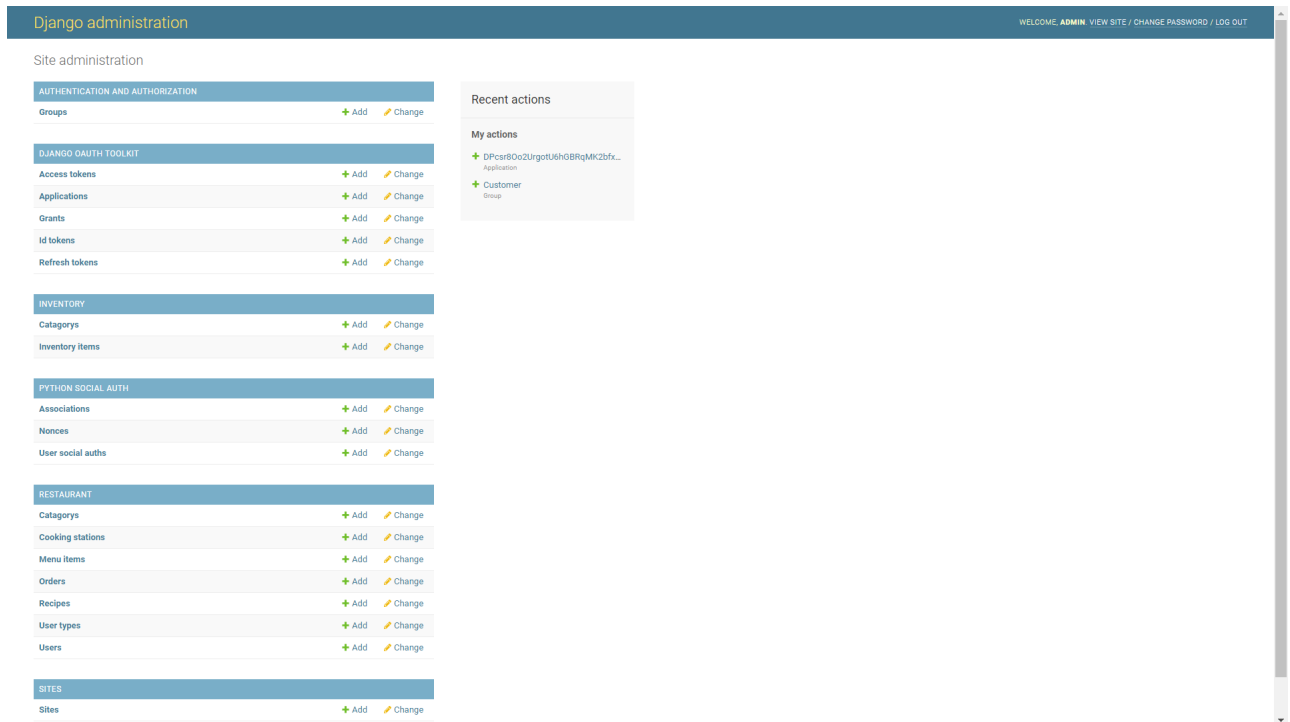 Django administration
WELCOME, ADMIN. VIEW SITE / CHANGE PASSWORD / LOG OUT
Site administration
AUTHENTICATION AND AUTHORIZATION
Groups Add Change
DJANGO OAUTH TOOLKIT
Access tokens Add Change
Applications Add Change
Grants Add Change
Id tokens Add Change
Refresh tokens Add Change
INVENTORY
Catagorys Add Change
Inventory items Add Change
PYTHON SOCIAL AUTH
Associations Add Change
Nonces Add Change
User social auths Add Change
RESTAURANT
Catagorys Add Change
Cooking stations Add Change
Menu items Add Change
Orders Add Change
Recipes Add Change
User types Add Change
Users Add Change
SITES
Sites Add Change
Recent actions
My actions
DPcsr8Oo2UrgotU6hGBRqMK2bfx...
Application
Customer
Group